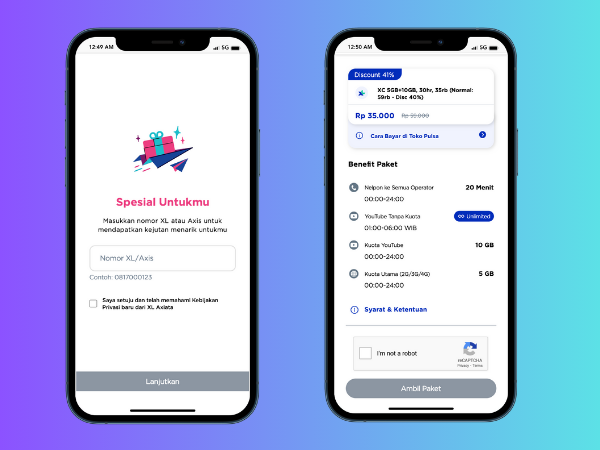 12:49 AM
5G
Spesial Untukmu
Masukkan nomor XL atau Axis untuk
mendapatkan kejutan menarik untukmu
Nomor XL/Axis
Contoh: 0817000123
Saya setuju dan telah memahami Kebijakan
Privasi baru dari XL Axiata
Lanjutkan
12:50 AM
5G
Discount 41%
XC 5GB+10GB, 30hr, 35rb (Normal:
59rb - Disc 40%)
Rp 35.000
Cara Bayar di Toko Pulsa
Benefit Paket
Nelpon ke Semua Operator
20 Menit
00:00-24:00
YouTube Tanpa Kuota
Unlimited
01:00-06:00 WIB
Kuota YouTube
10 GB
00:00-24:00
Kuota Utama (2G/3G/4G)
5 GB
00:00-24:00
Syarat & Ketentuan
I'm not a robot
reCAPTCHA
Privacy - Terms
Ambil Paket